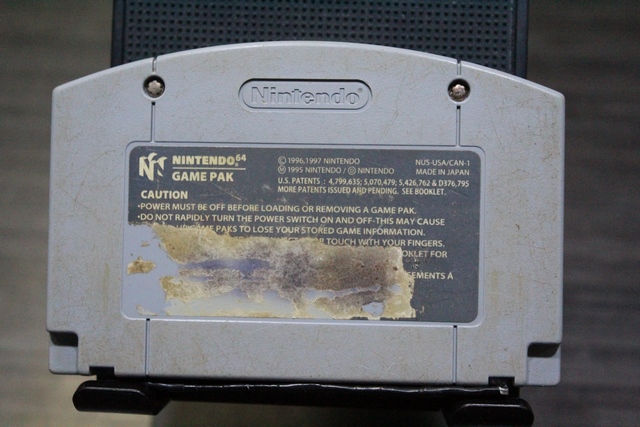 Nintendo
NINTENDO 64
GAME PAK
© 1996,1997 NINTENDO
Ⓜ 1995 NINTENDO / Ⓓ NINTENDO
NUS-USA/CAN-1
MADE IN JAPAN
U.S. PATENTS : 4,799,635; 5,070,479; 5,426,762 & D376,795
MORE PATENTS ISSUED AND PENDING. SEE BOOKLET.
CAUTION
•POWER MUST BE OFF BEFORE LOADING OR REMOVING A GAME PAK.
•DO NOT RAPIDLY TURN THE POWER SWITCH ON AND OFF-THIS MAY CAUSE
PAKS TO LOSE YOUR STORED GAME INFORMATION.
TOUCH WITH YOUR FINGERS.
FOR
A